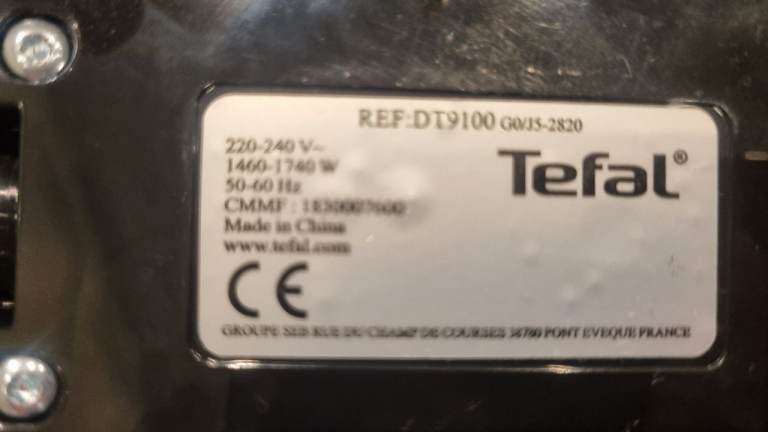 REF:DT9100 G0/J5-2820
220-240 V~
1460-1740 W
50-60 Hz
CMMF : 1830007600
Made in China
www.tefal.com
Tefal®
CE
GROUPE SEB RUE DU CHAMP DE COURSES 38780 PONT EVEQUE FRANCE